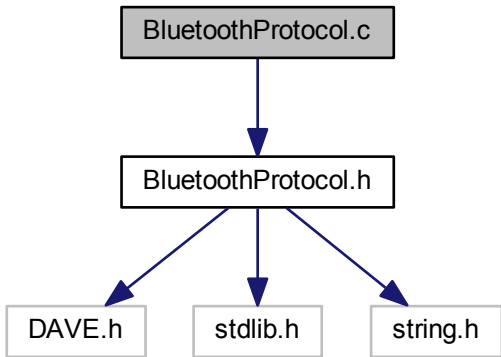 BluetoothProtocol.c
BluetoothProtocol.h
DAVE.h
stdlib.h
string.h